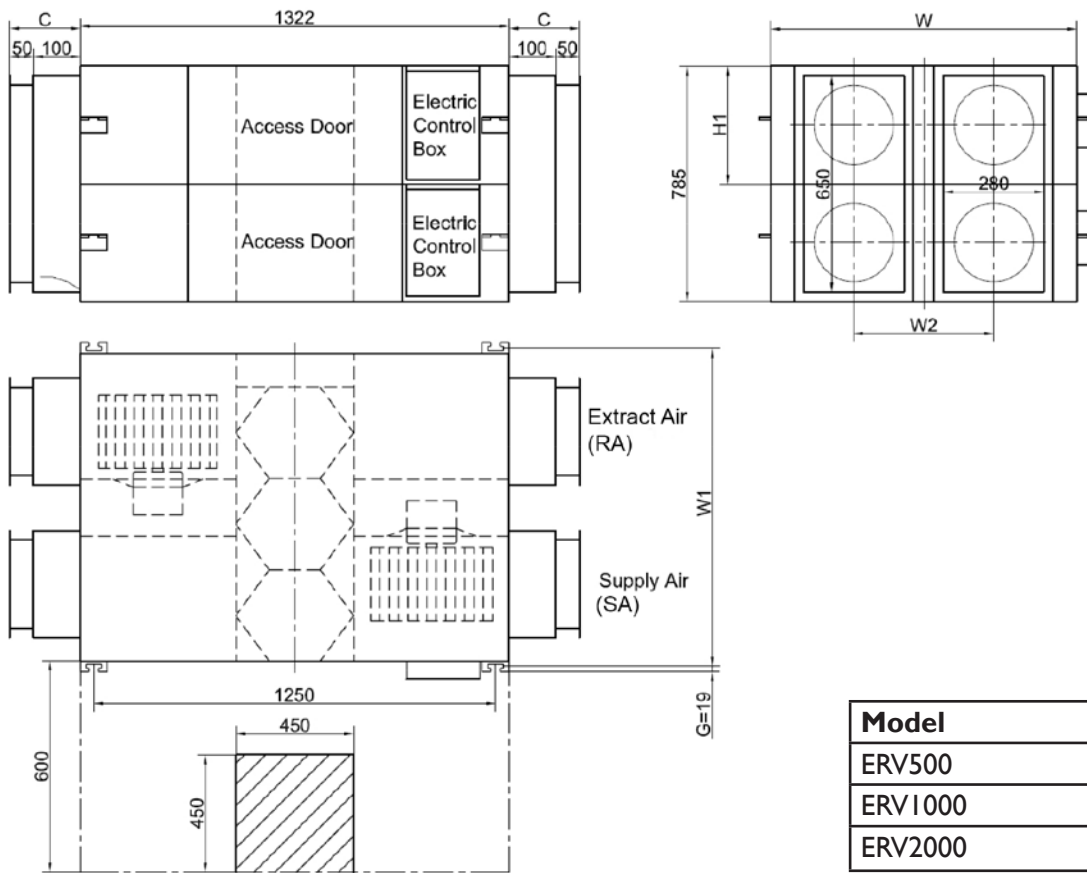 C
1322
C
50
100
100
50
Access Door
Electric
Control
Box
Access Door
Electric
Control
Box
W
785
H1
650
280
W2
Extract Air
(RA)
W1
Supply Air
(SA)
1250
G=19
450
600
450
Model
ERV500
ERV1000
ERV2000